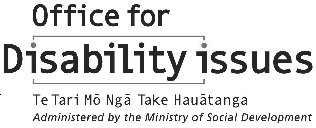 Office for
Disability issues
Te Tari Mō Ngā Take Hauātanga
Administered by the Ministry of Social Development